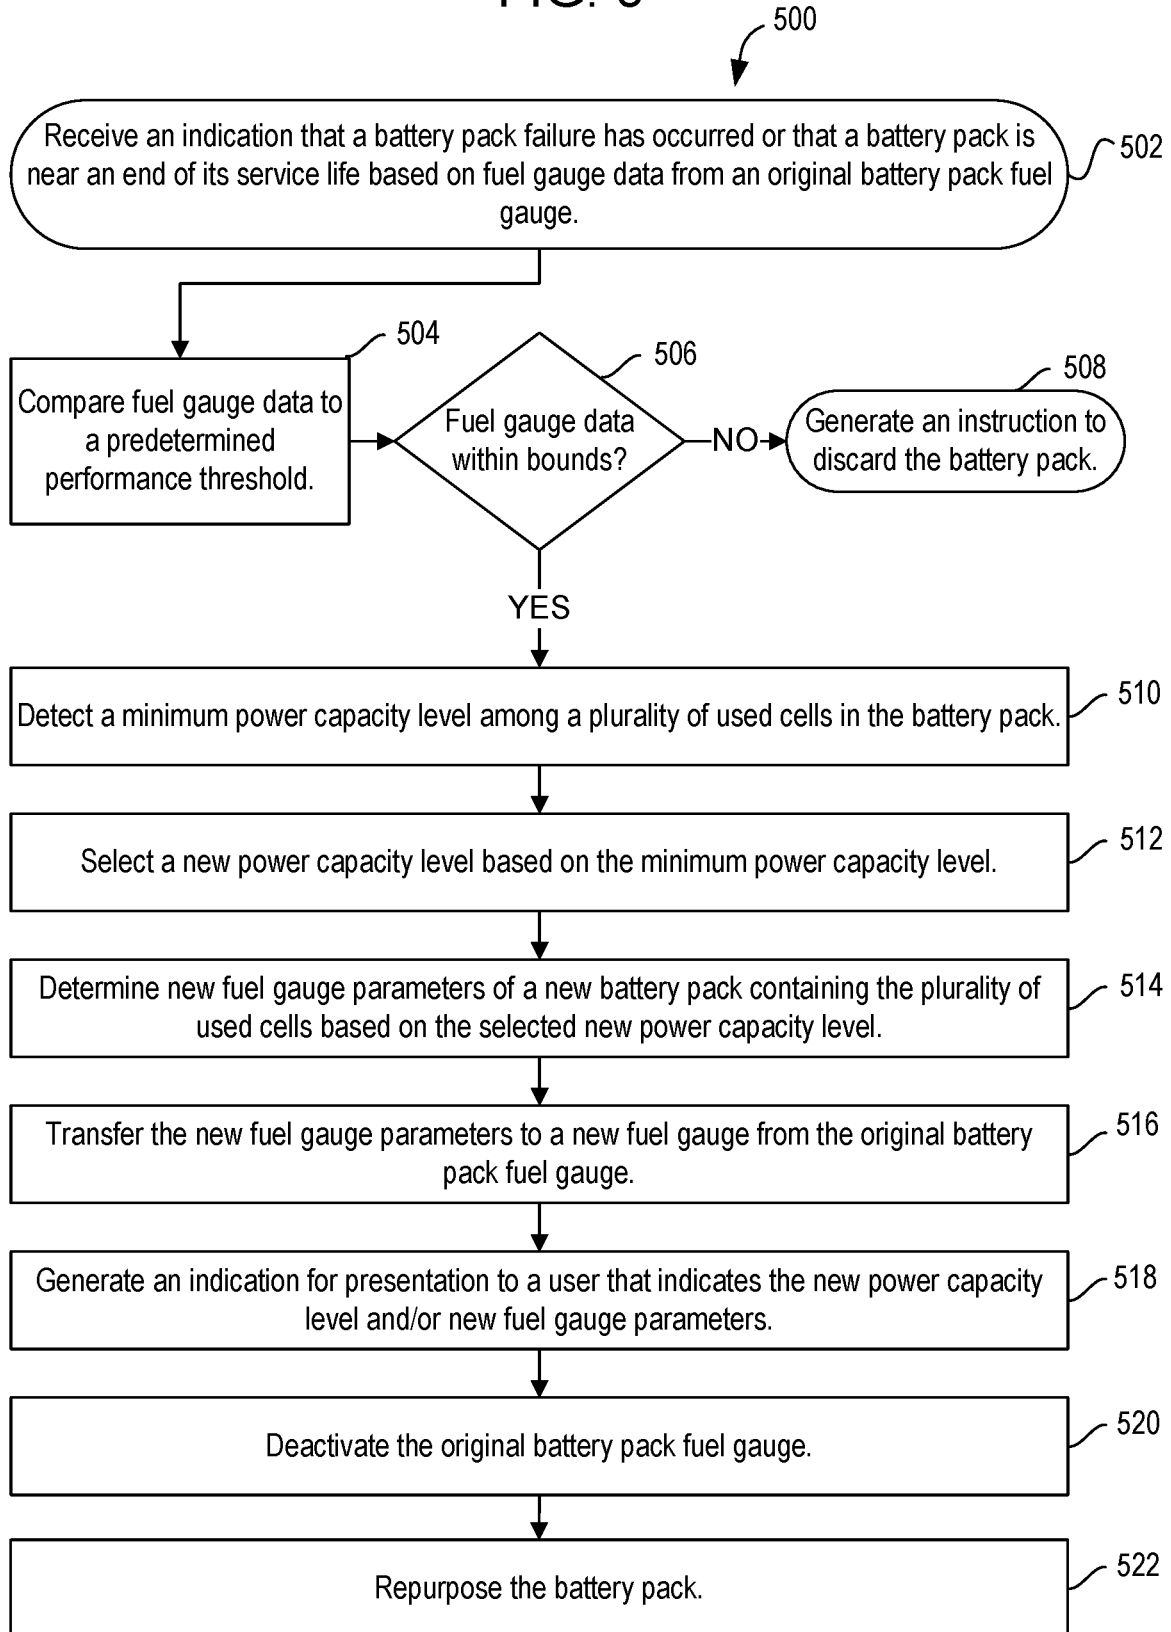 500
Receive an indication that a battery pack failure has occurred or that a battery pack is
near an end of its service life based on fuel gauge data from an original battery pack fuel
gauge.
502
504
Compare fuel gauge data to
a predetermined
performance threshold.
506
Fuel gauge data
within bounds?
NO
508
Generate an instruction to
discard the battery pack.
YES
Detect a minimum power capacity level among a plurality of used cells in the battery pack.
510
Select a new power capacity level based on the minimum power capacity level.
512
Determine new fuel gauge parameters of a new battery pack containing the plurality of
used cells based on the selected new power capacity level.
514
Transfer the new fuel gauge parameters to a new fuel gauge from the original battery
pack fuel gauge.
516
Generate an indication for presentation to a user that indicates the new power capacity
level and/or new fuel gauge parameters.
518
Deactivate the original battery pack fuel gauge.
520
Repurpose the battery pack.
522